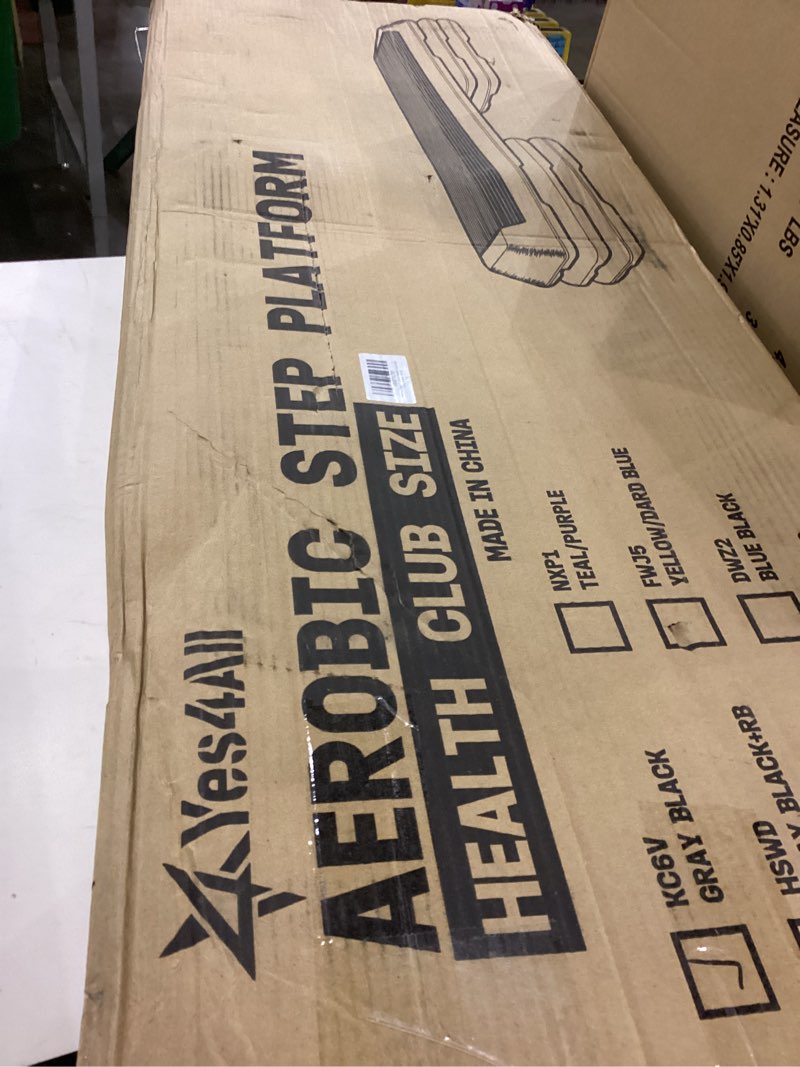 Yes4All
AEROBIC STEP PLATFORM
HEALTH CLUB SIZE
MADE IN CHINA
KC6V
GRAY BLACK
NXP1
TEAL/PURPLE
HSWD
BLACK+RB
FWJ5
YELLOW/DARD BLUE
DWZ2
BLUE BLACK
LBS